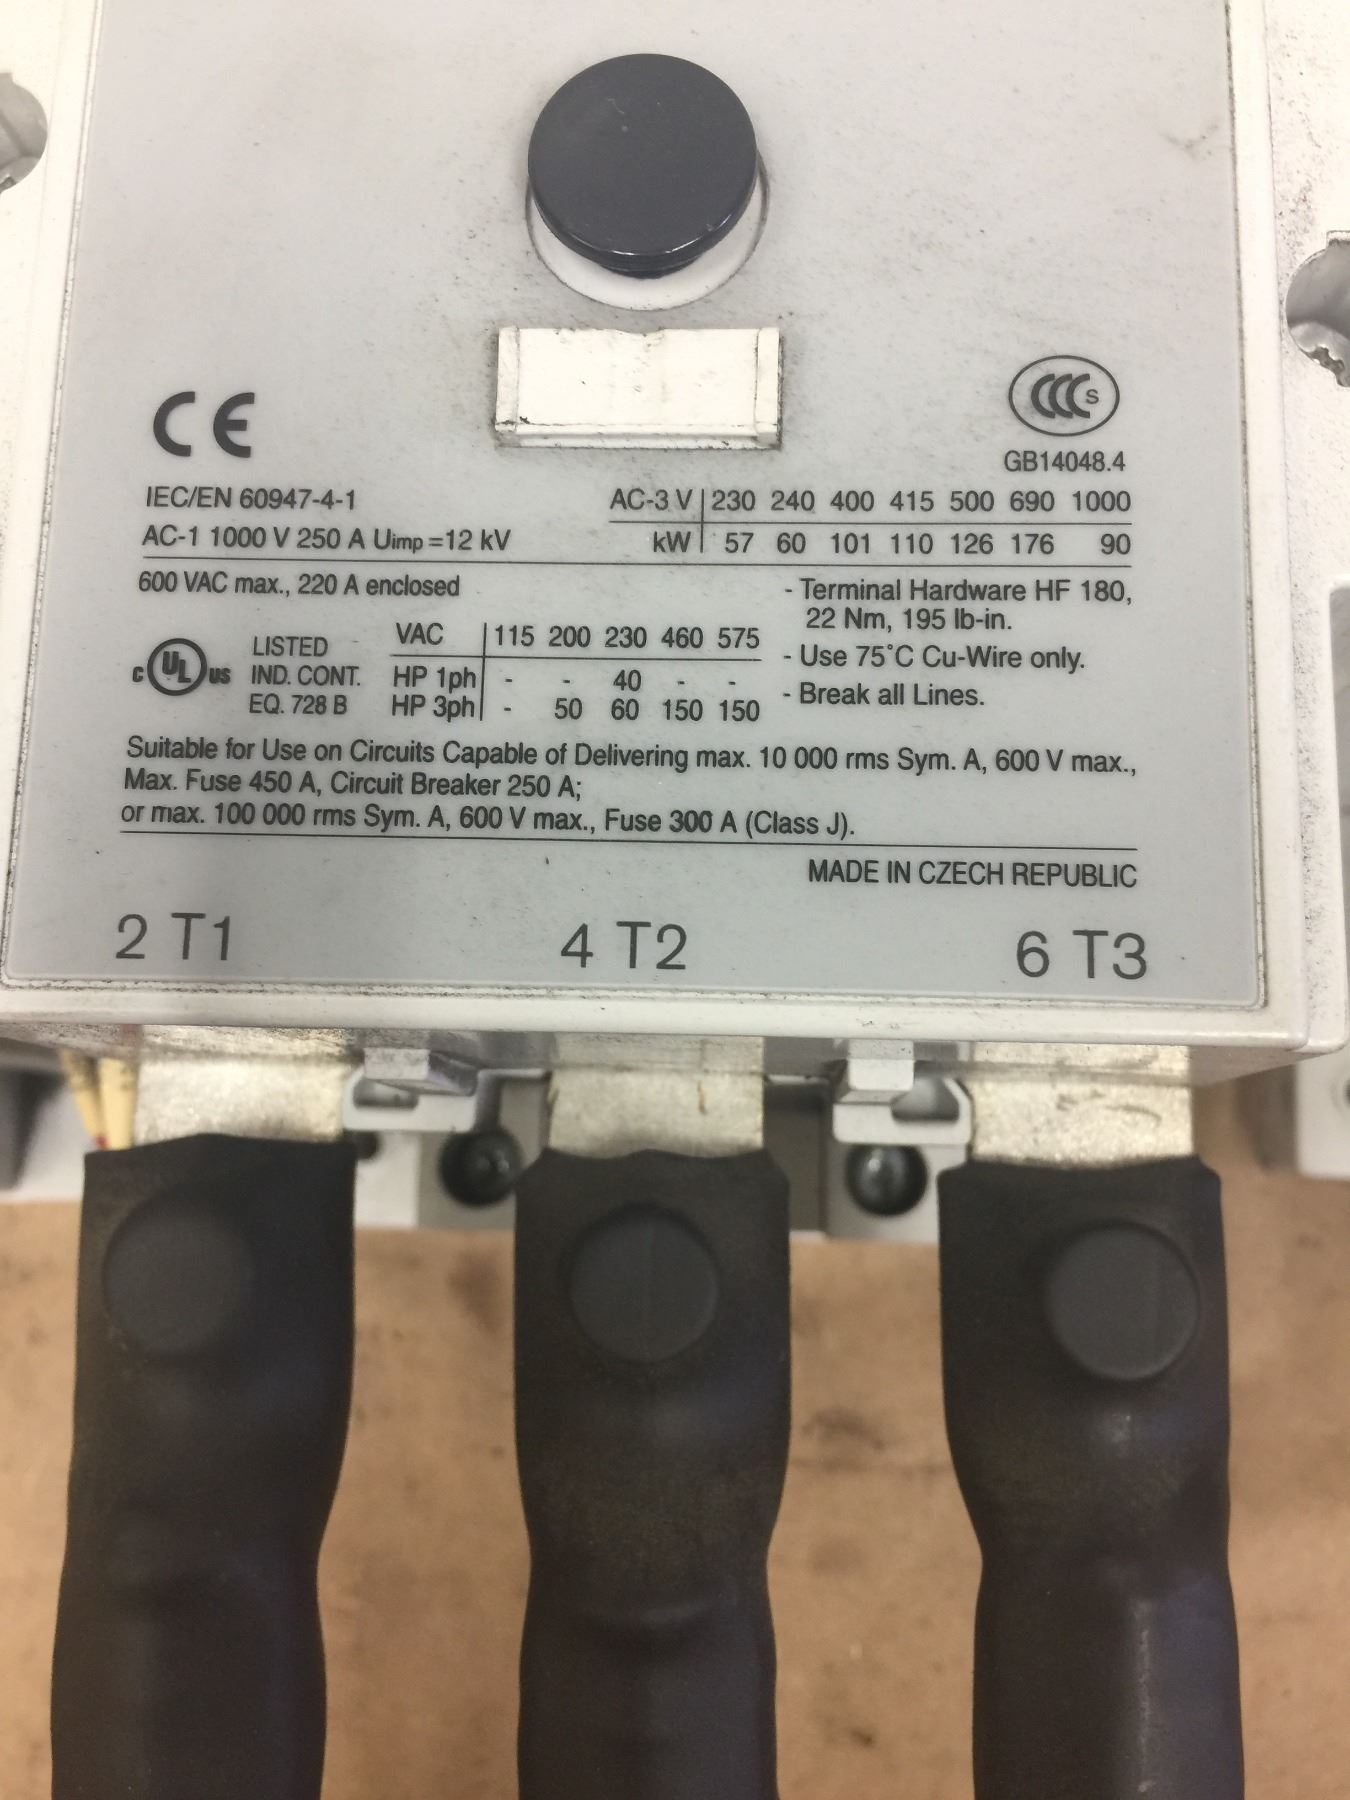 CE
CCC S
GB14048.4
IEC/EN 60947-4-1
AC-1 1000 V 250 A Uimp =12 kV
AC-3 V | 230 240 400 415 500 690 1000
kW | 57 60 101 110 126 176 90
600 VAC max., 220 A enclosed
- Terminal Hardware HF 180,
22 Nm, 195 lb-in.
- Use 75°C Cu-Wire only.
- Break all Lines.
c UL us
LISTED
IND. CONT.
EQ. 728 B
VAC | 115 200 230 460 575
HP 1ph | - - 40 - -
HP 3ph | - 50 60 150 150
Suitable for Use on Circuits Capable of Delivering max. 10 000 rms Sym. A, 600 V max.,
Max. Fuse 450 A, Circuit Breaker 250 A;
or max. 100 000 rms Sym. A, 600 V max., Fuse 300 A (Class J).
MADE IN CZECH REPUBLIC
2 T1 4 T2 6 T3